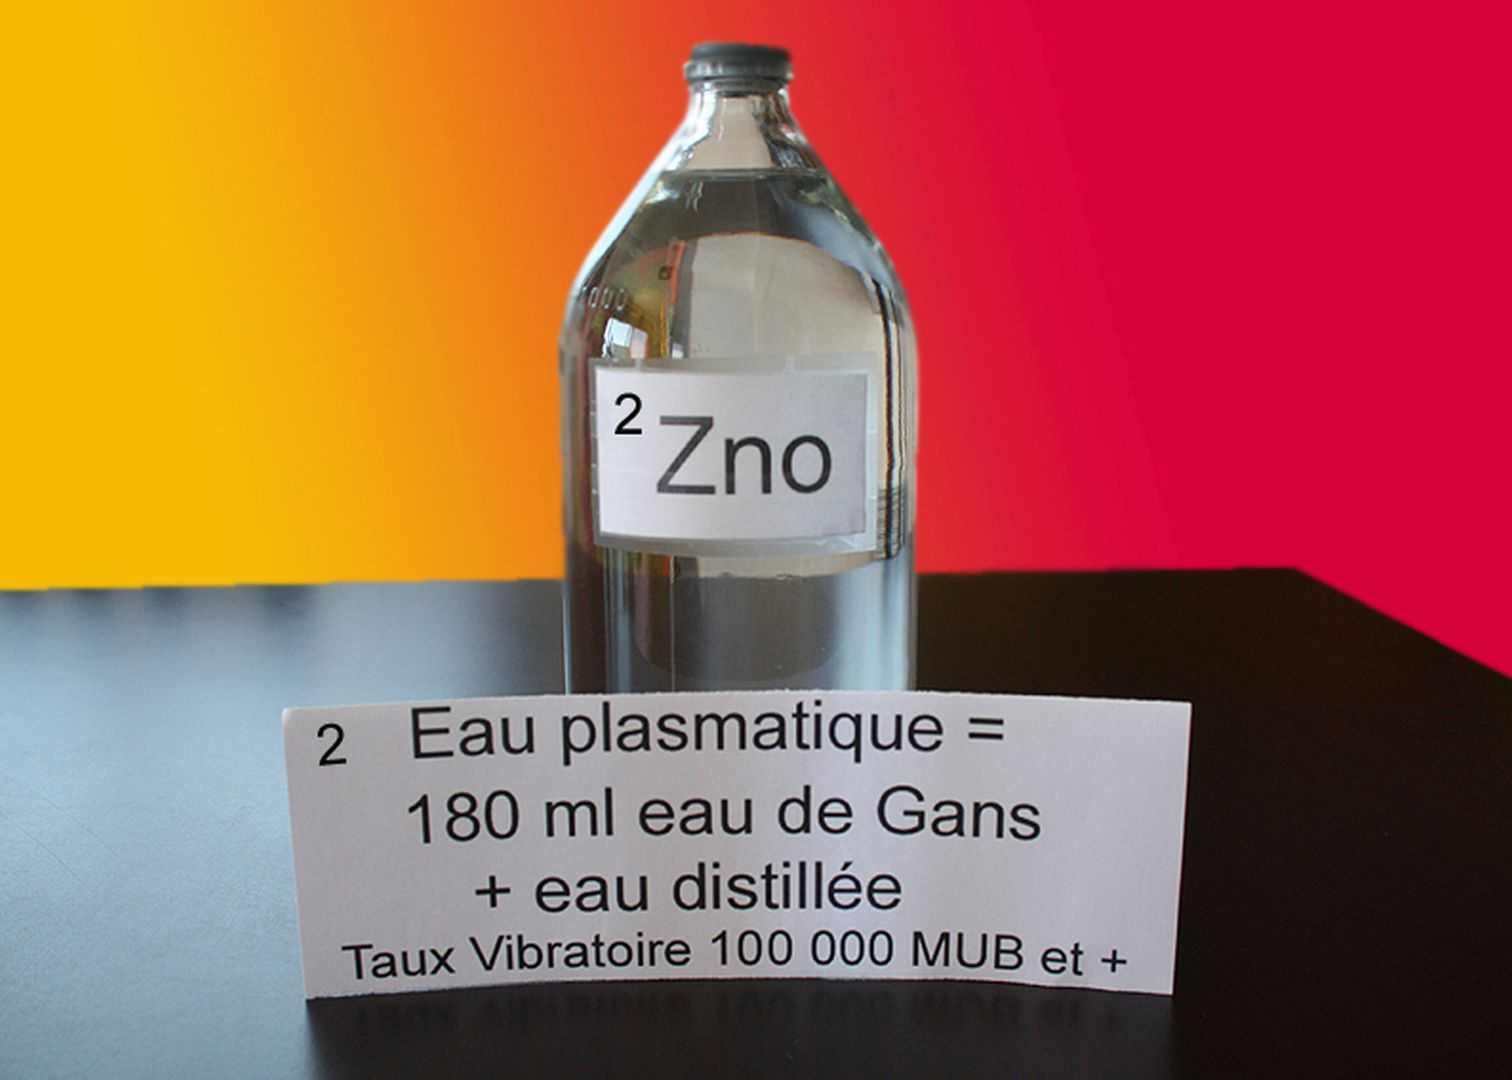 2 Zno
2 Eau plasmatique =
180 ml eau de Gans
+ eau distillée
Taux Vibratoire 100 000 MUB et +